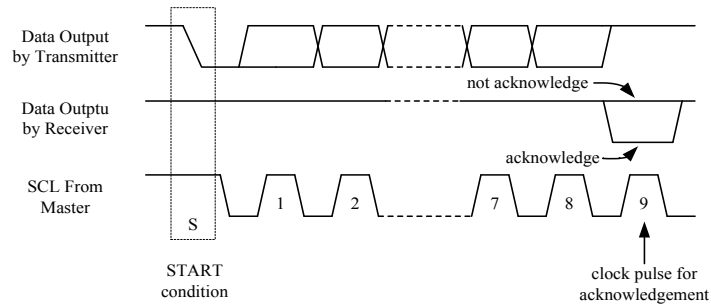 Data Output
by Transmitter
not acknowledge
Data Outptu
by Receiver
acknowledge
SCL From
Master
S
1
2
7
8
9
START
condition
clock pulse for
acknowledgement